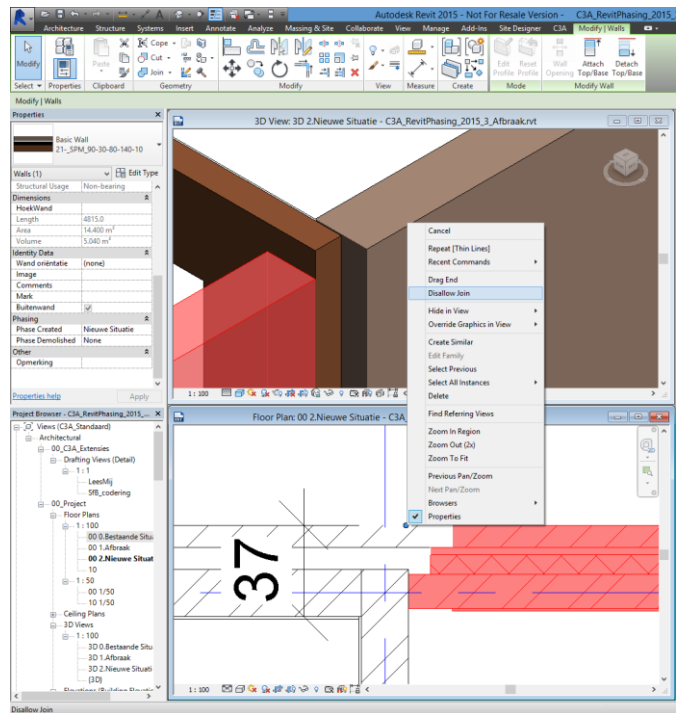 Autodesk Revit 2015 - Not For Resale Version - C3A_RevitPhasing_2015_
Architecture Structure Systems Insert Annotate Analyze Massing & Site Collaborate View Manage Add-Ins Site Designer C3A Modify | Walls
Modify
Paste
Cope
Cut
Join
Edit Profile
Reset Profile
Wall Opening
Attach Top/Base
Detach Top/Base
Select Properties Clipboard Geometry Modify View Measure Create Mode Modify Wall
Modify | Walls
Properties
Basic Wall
21-_SPM_90-30-80-140-10
Walls (1) Edit Type
Structural Usage Non-bearing
Dimensions
HoekWand
Length 4815.0
Area 14.400 m²
Volume 5.040 m³
Identity Data
Wand oriëntatie (none)
Image
Comments
Mark
Buitenwand
Phasing
Phase Created Nieuwe Situatie
Phase Demolished None
Other
Opmerking
Properties help Apply
3D View: 3D 2.Nieuwe Situatie - C3A_RevitPhasing_2015_3_Afbraak.rvt
1 : 100
Cancel
Repeat [Thin Lines]
Recent Commands
Drag End
Disallow Join
Hide in View
Override Graphics in View
Create Similar
Edit Family
Select Previous
Select All Instances
Delete
Find Referring Views
Zoom In Region
Zoom Out (2x)
Zoom To Fit
Previous Pan/Zoom
Next Pan/Zoom
Browsers
Properties
Project Browser - C3A_RevitPhasing_2015_...
Views (C3A_Standaard)
Architectural
00_C3A_Extensies
Drafting Views (Detail)
1 : 1
LeesMij
SfB_codering
00_Project
Floor Plans
1 : 100
00 0.Bestaande Situ
00 1.Afbraak
00 2.Nieuwe Situat
10
1 : 50
00 1/50
10 1/50
Ceiling Plans
3D Views
1 : 100
3D 0.Bestaande Situ
3D 1.Afbraak
3D 2.Nieuwe Situati
{3D}
Elevations (Building Elevatio
Floor Plan: 00 2.Nieuwe Situatie - C3A_
37
1 : 100
Disallow Join